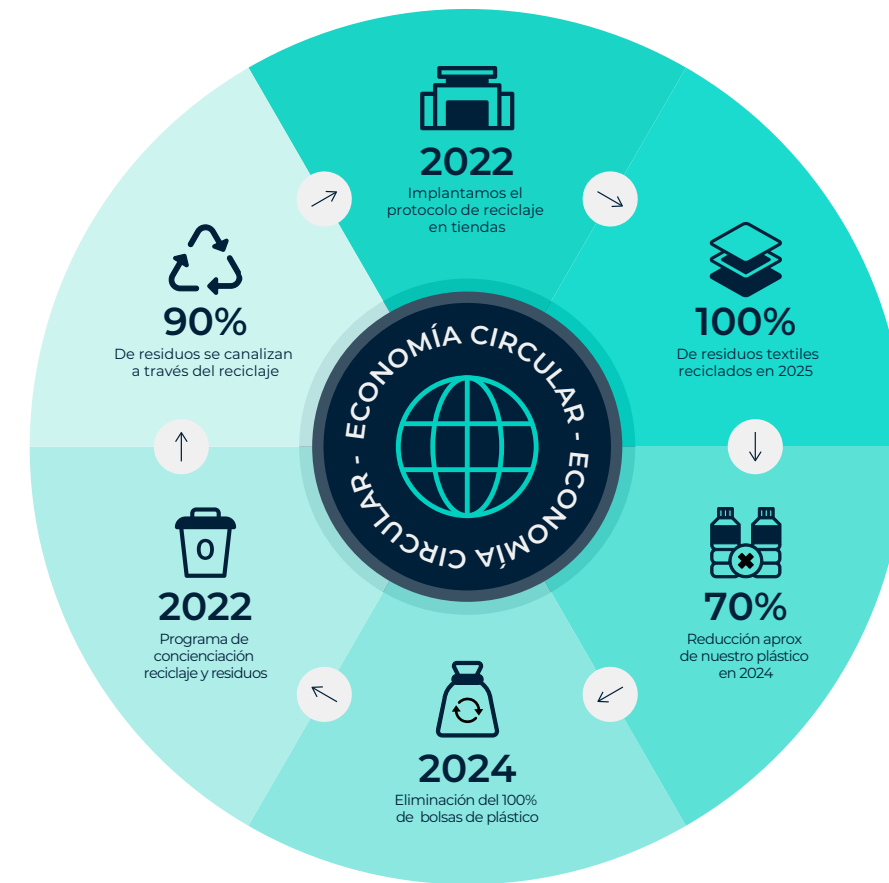 2022
Implantamos el
protocolo de reciclaje
en tiendas
100%
De residuos textiles
reciclados en 2025
70%
Reducción aprox
de nuestro plástico
en 2024
2024
Eliminación del 100%
de bolsas de plástico
2022
Programa de
concienciación
reciclaje y residuos
0
90%
De residuos se canalizan
a través del reciclaje
ECONOMÍA CIRCULAR - ECONOMÍA CIRCULAR -